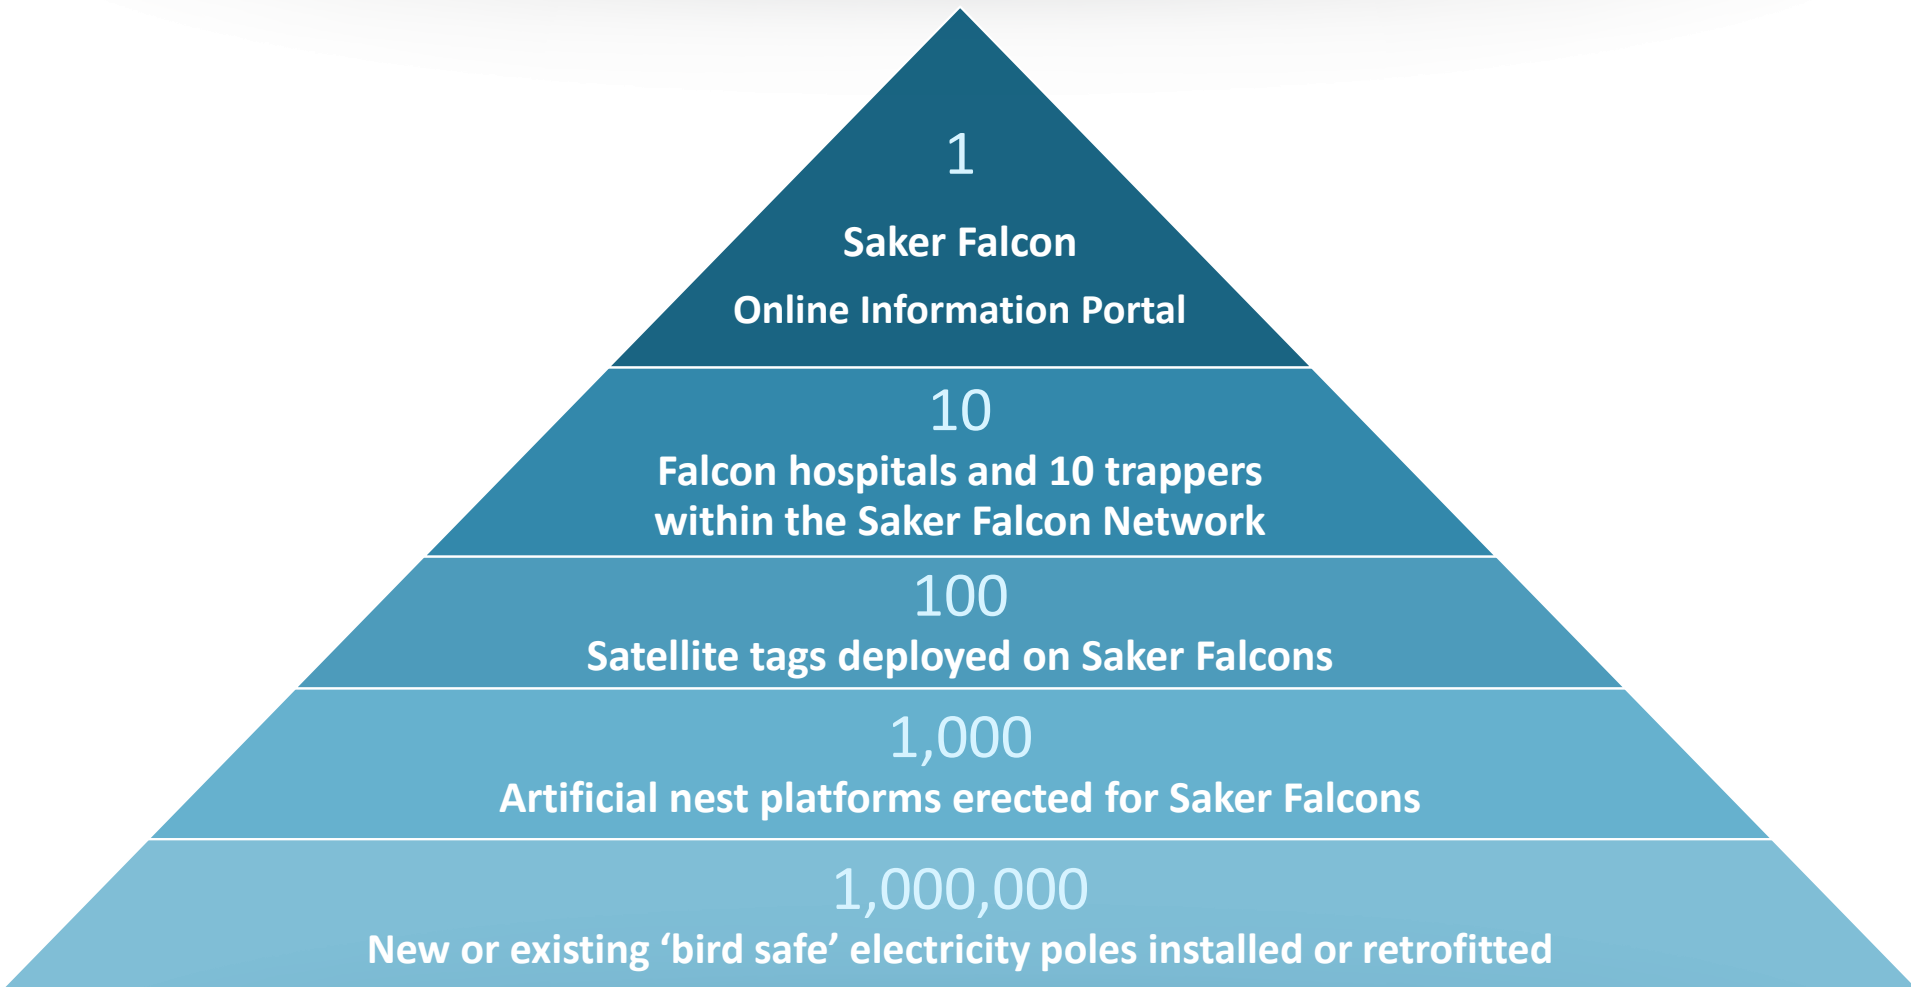 1
Saker Falcon
Online Information Portal
10
Falcon hospitals and 10 trappers
within the Saker Falcon Network
100
Satellite tags deployed on Saker Falcons
1,000
Artificial nest platforms erected for Saker Falcons
1,000,000
New or existing ‘bird safe’ electricity poles installed or retrofitted